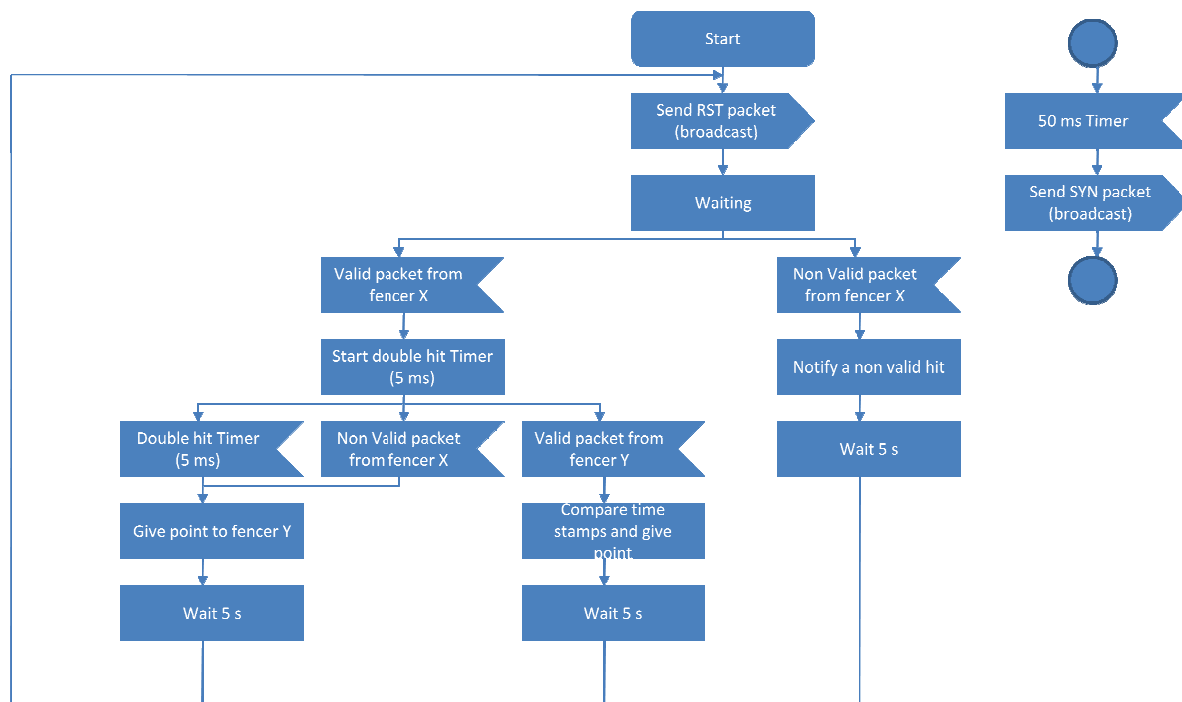 Start
Send RST packet
(broadcast)
50 ms Timer
Waiting
Send SYN packet
(broadcast)
Valid packet from
fencer X
Non Valid packet
from fencer X
Start double hit Timer
(5 ms)
Notify a non valid hit
Double hit Timer
(5 ms)
Non Valid packet
from fencer X
Valid packet from
fencer Y
Wait 5 s
Give point to fencer Y
Compare time
stamps and give
point
Wait 5 s
Wait 5 s